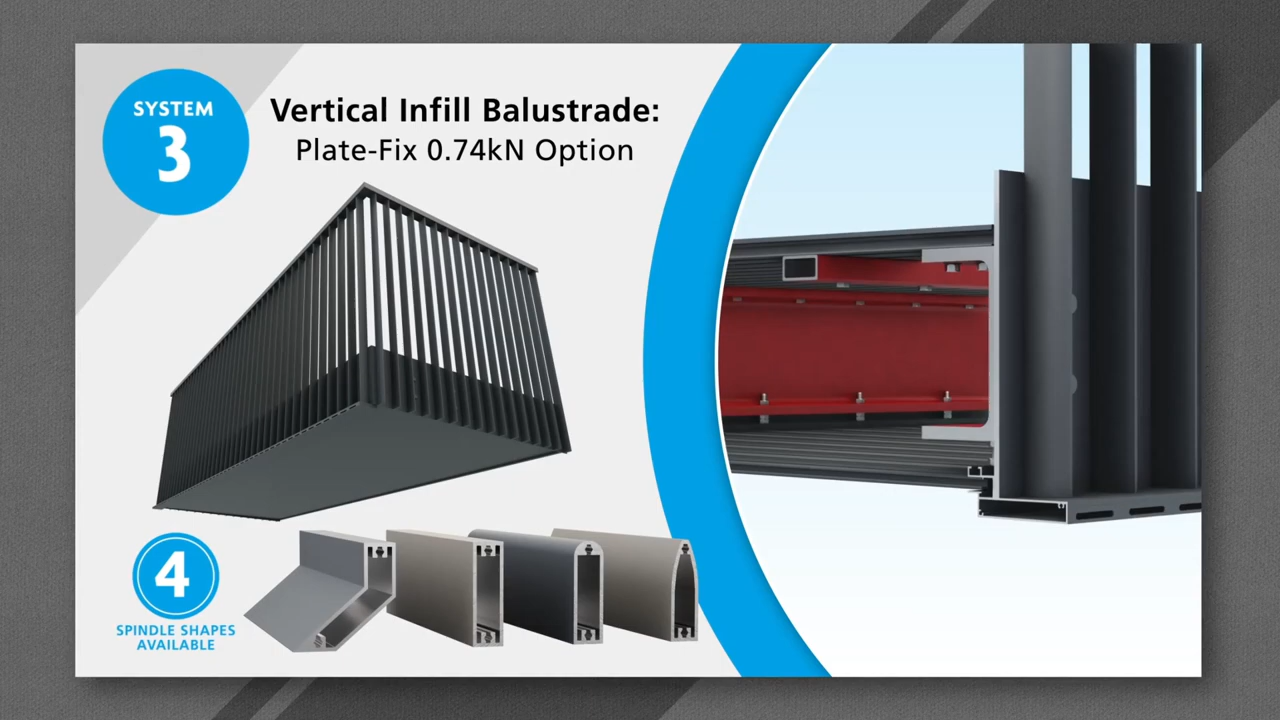 SYSTEM
3
Vertical Infill Balustrade:
Plate-Fix 0.74kN Option
4
SPINDLE SHAPES
AVAILABLE